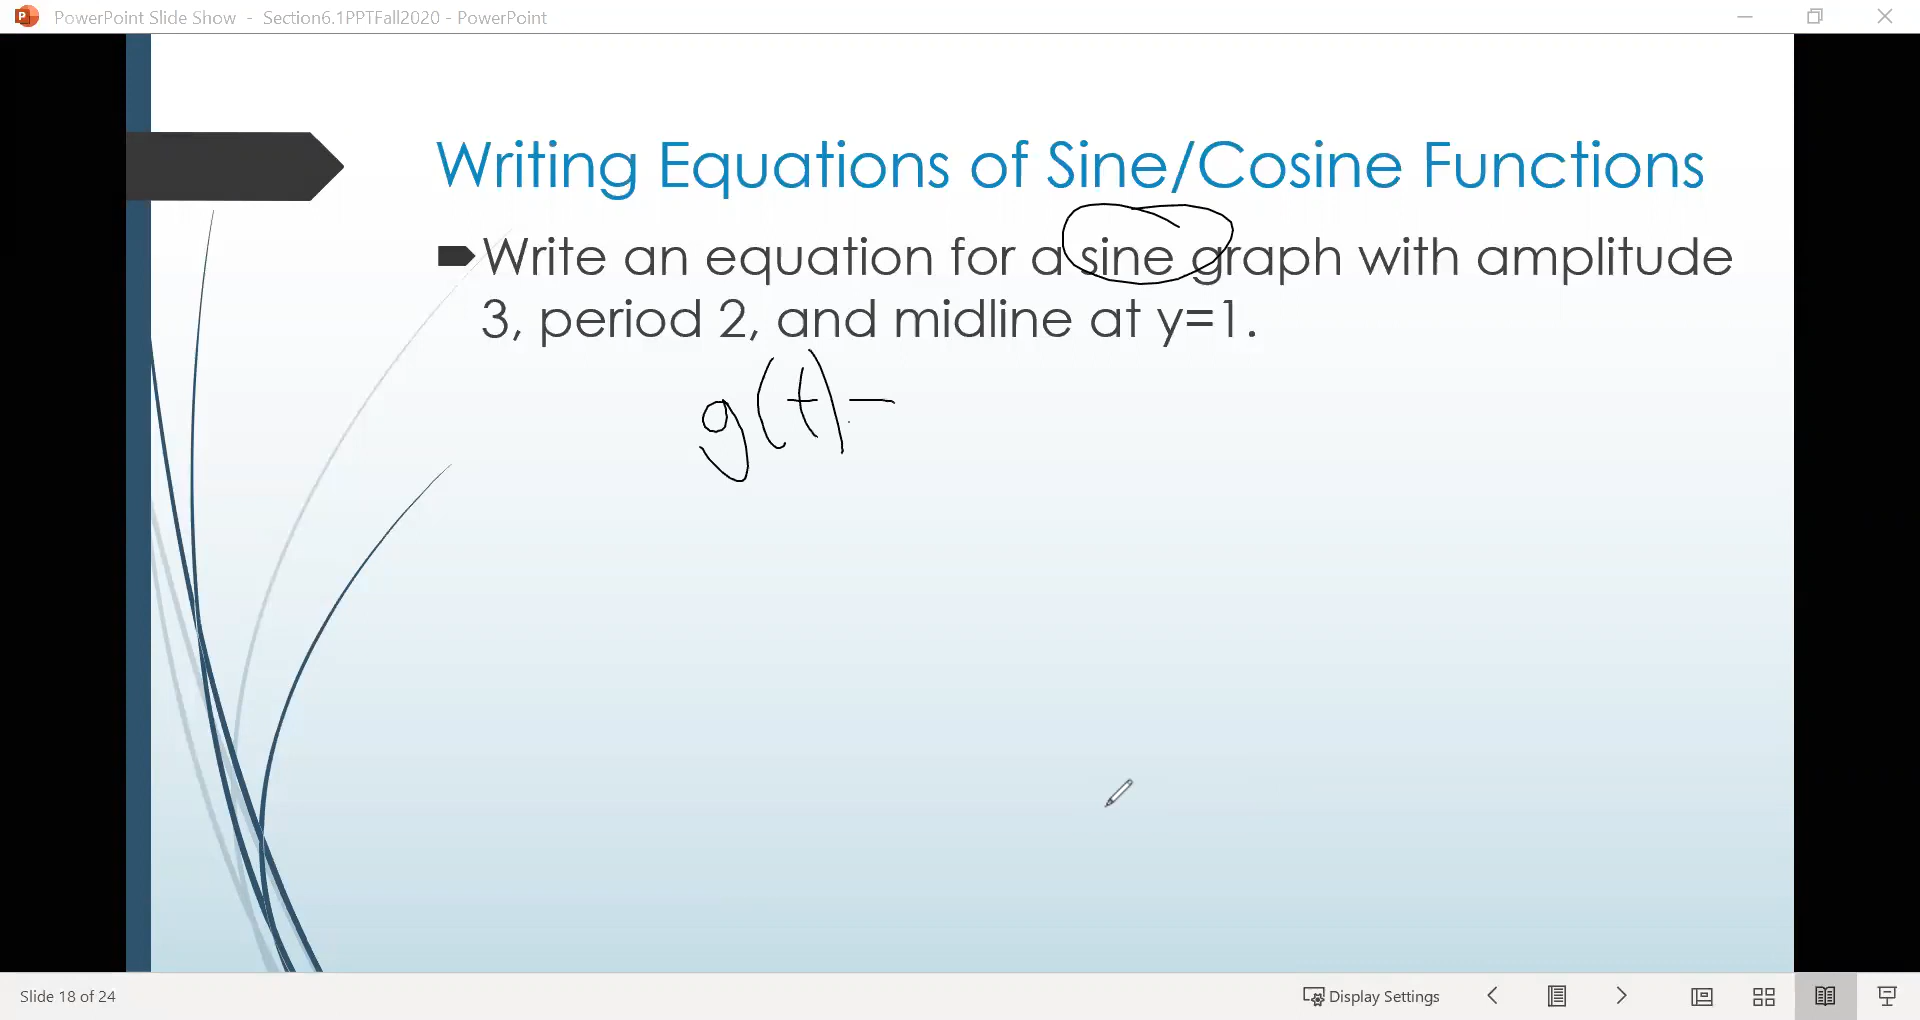 PowerPoint Slide Show - Section6.1PPTFall2020 - PowerPoint
Writing Equations of Sine/Cosine Functions
Write an equation for a sine graph with amplitude
3, period 2, and midline at y=1.
g(t) -
Slide 18 of 24
Display Settings